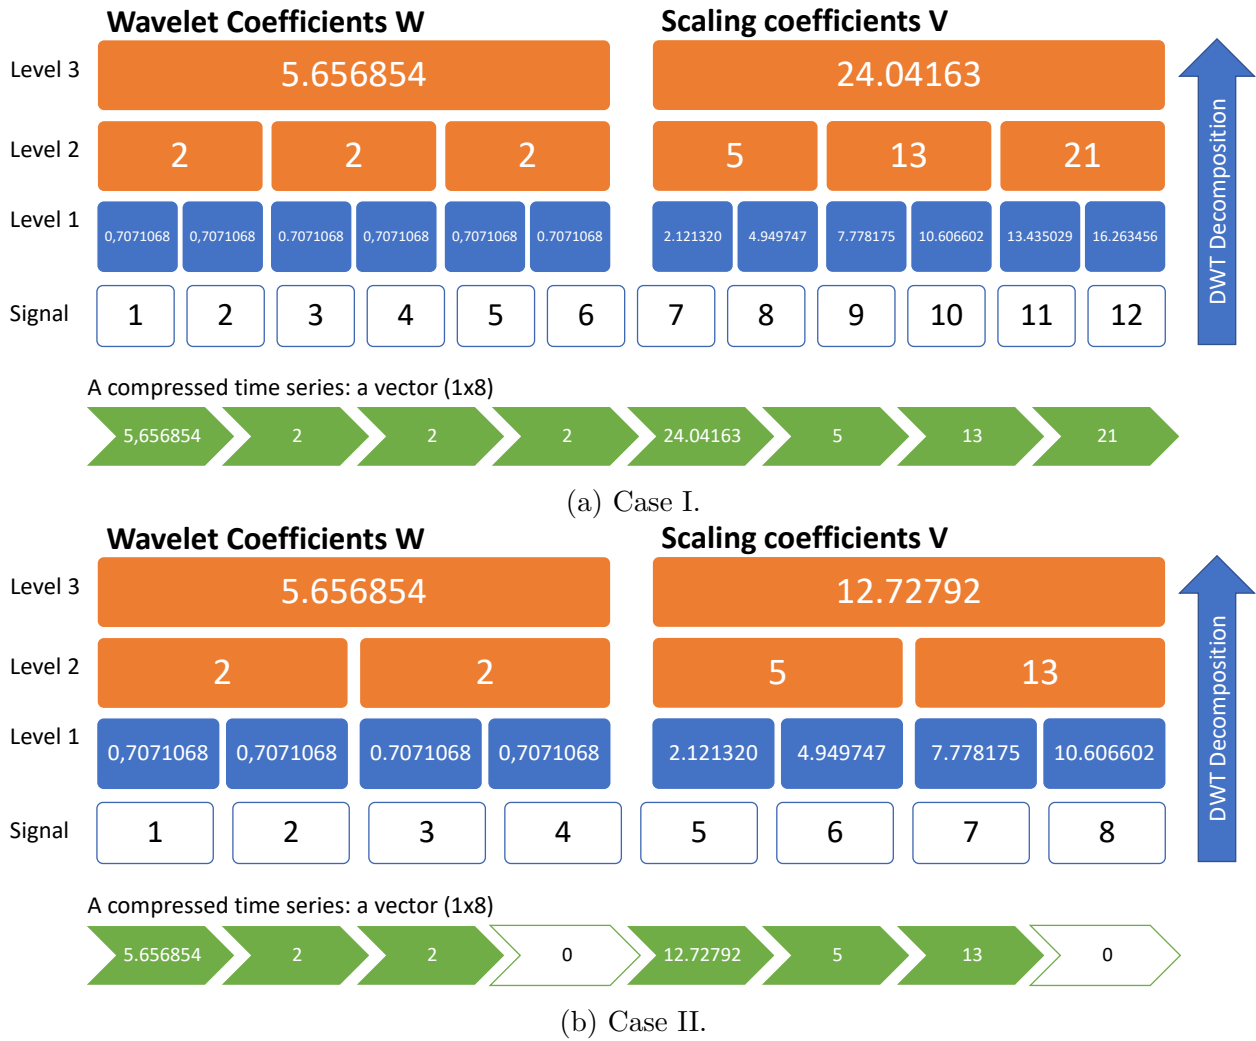 Wavelet Coefficients W Scaling coefficients V
Level 3 5.656854 24.04163
Level 2 2 2 2 5 13 21
Level 1 0,7071068 0,7071068 0.7071068 0,7071068 0,7071068 0.7071068 2.121320 4.949747 7.778175 10.606602 13.435029 16.263456
Signal 1 2 3 4 5 6 7 8 9 10 11 12
DWT Decomposition
A compressed time series: a vector (1x8)
5,656854 2 2 2 24.04163 5 13 21
(a) Case I.
Wavelet Coefficients W Scaling coefficients V
Level 3 5.656854 12.72792
Level 2 2 2 5 13
Level 1 0,7071068 0,7071068 0.7071068 0,7071068 2.121320 4.949747 7.778175 10.606602
Signal 1 2 3 4 5 6 7 8
DWT Decomposition
A compressed time series: a vector (1x8)
5.656854 2 2 0 12.72792 5 13 0
(b) Case II.